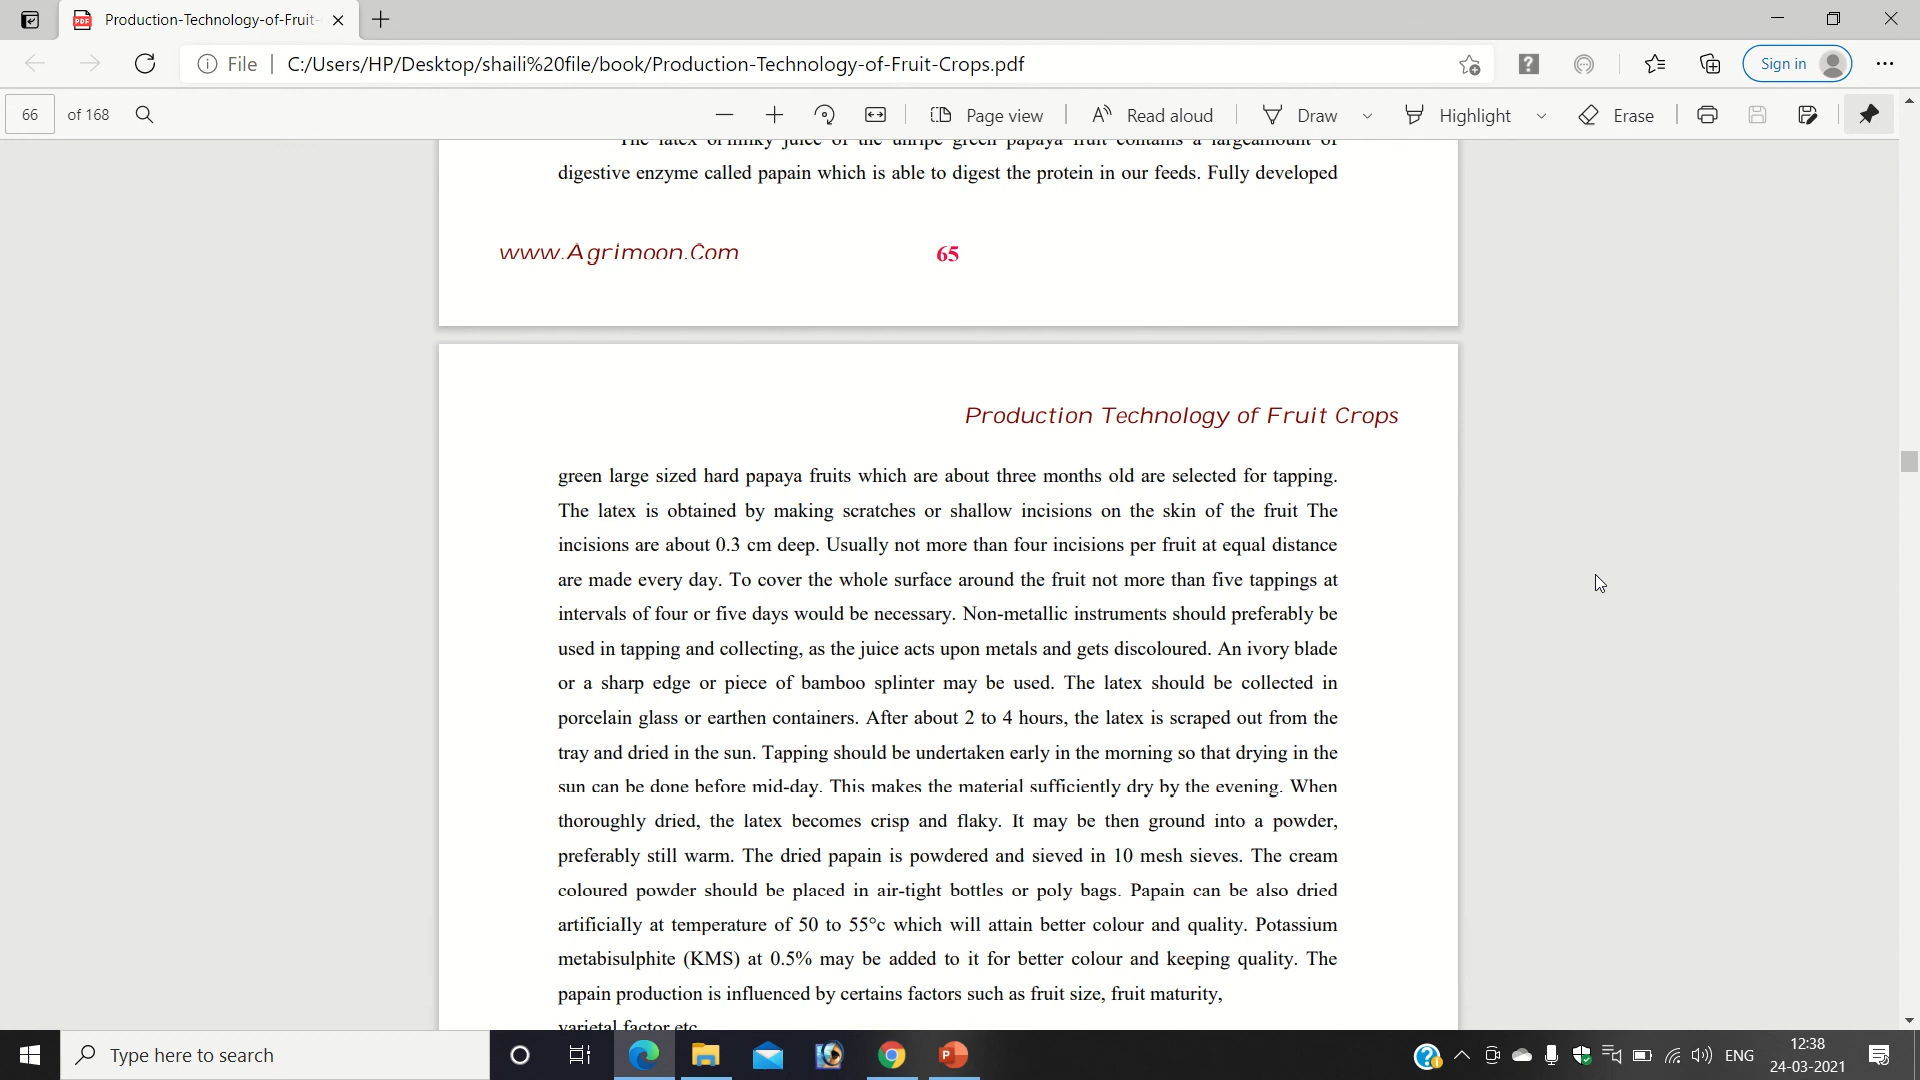 Production-Technology-of-Fruit-
File
C:/Users/HP/Desktop/shaili%20file/book/Production-Technology-of-Fruit-Crops.pdf
Sign in
66 of 168
Page view
Read aloud
Draw
Highlight
Erase
The latex ormilky juice of the unripe green papaya fruit contains a largeamount of
digestive enzyme called papain which is able to digest the protein in our feeds. Fully developed
www.Agrimoon.Com
65
Production Technology of Fruit Crops
green large sized hard papaya fruits which are about three months old are selected for tapping.
The latex is obtained by making scratches or shallow incisions on the skin of the fruit The
incisions are about 0.3 cm deep. Usually not more than four incisions per fruit at equal distance
are made every day. To cover the whole surface around the fruit not more than five tappings at
intervals of four or five days would be necessary. Non-metallic instruments should preferably be
used in tapping and collecting, as the juice acts upon metals and gets discoloured. An ivory blade
or a sharp edge or piece of bamboo splinter may be used. The latex should be collected in
porcelain glass or earthen containers. After about 2 to 4 hours, the latex is scraped out from the
tray and dried in the sun. Tapping should be undertaken early in the morning so that drying in the
sun can be done before mid-day. This makes the material sufficiently dry by the evening. When
thoroughly dried, the latex becomes crisp and flaky. It may be then ground into a powder,
preferably still warm. The dried papain is powdered and sieved in 10 mesh sieves. The cream
coloured powder should be placed in air-tight bottles or poly bags. Papain can be also dried
artificiaIly at temperature of 50 to 55°c which will attain better colour and quality. Potassium
metabisulphite (KMS) at 0.5% may be added to it for better colour and keeping quality. The
papain production is influenced by certains factors such as fruit size, fruit maturity,
varietal factor etc
Type here to search
ENG
12:38
24-03-2021